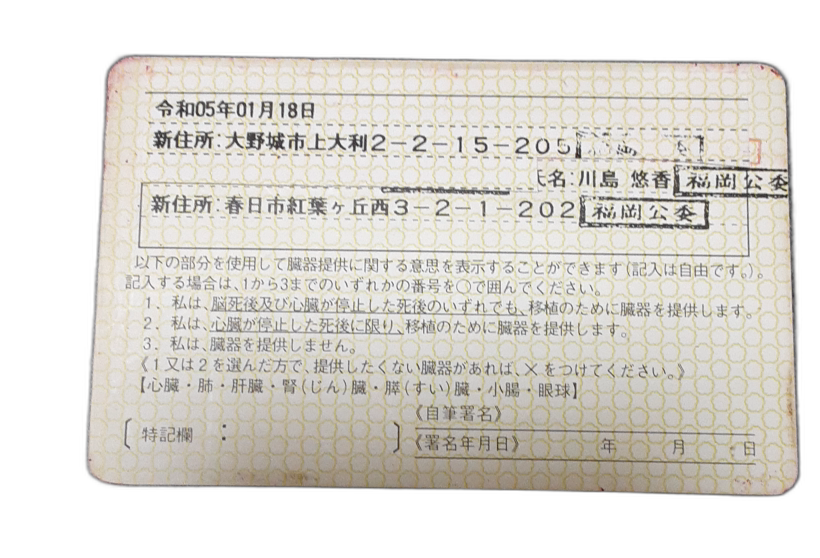 令和05年01月18日
新住所:大野城市上大利2-2-15-205
氏名:川島 悠香 福岡公委
新住所:春日市紅葉ヶ丘西3-2-1-202 福岡公委
以下の部分を使用して臓器提供に関する意思を表示することができます(記入は自由です。)。
記入する場合は、1から3までのいずれかの番号を〇で囲んでください。
1. 私は、脳死後及び心臓が停止した死後のいずれでも、移植のために臓器を提供します。
2. 私は、心臓が停止した死後に限り、移植のために臓器を提供します。
3. 私は、臓器を提供しません。
《1又は2を選んだ方で、提供したくない臓器があれば、×をつけてください。》
【心臓・肺・肝臓・腎(じん)臓・膵(すい)臓・小腸・眼球】
《自筆署名》
〔特記欄 : 〕
《署名年月日》 年 月 日